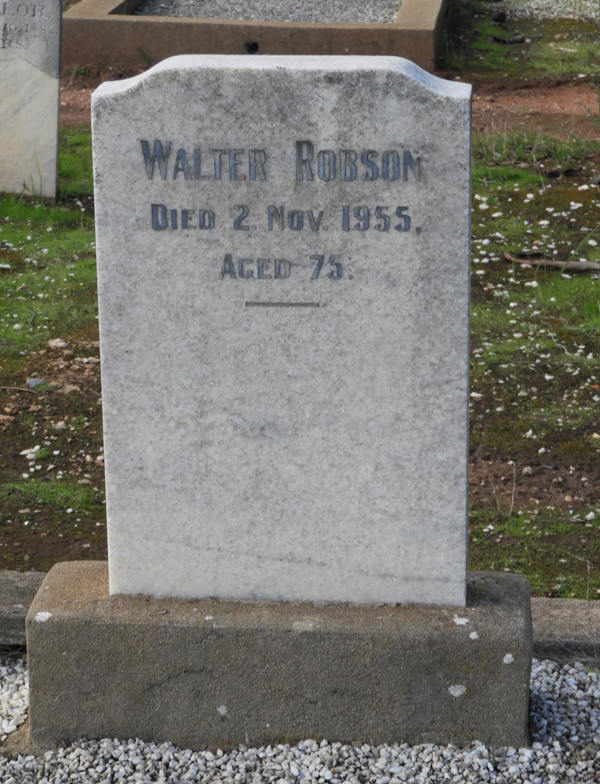 WALTER ROBSON
DIED 2. NOV. 1955,
AGED 75.